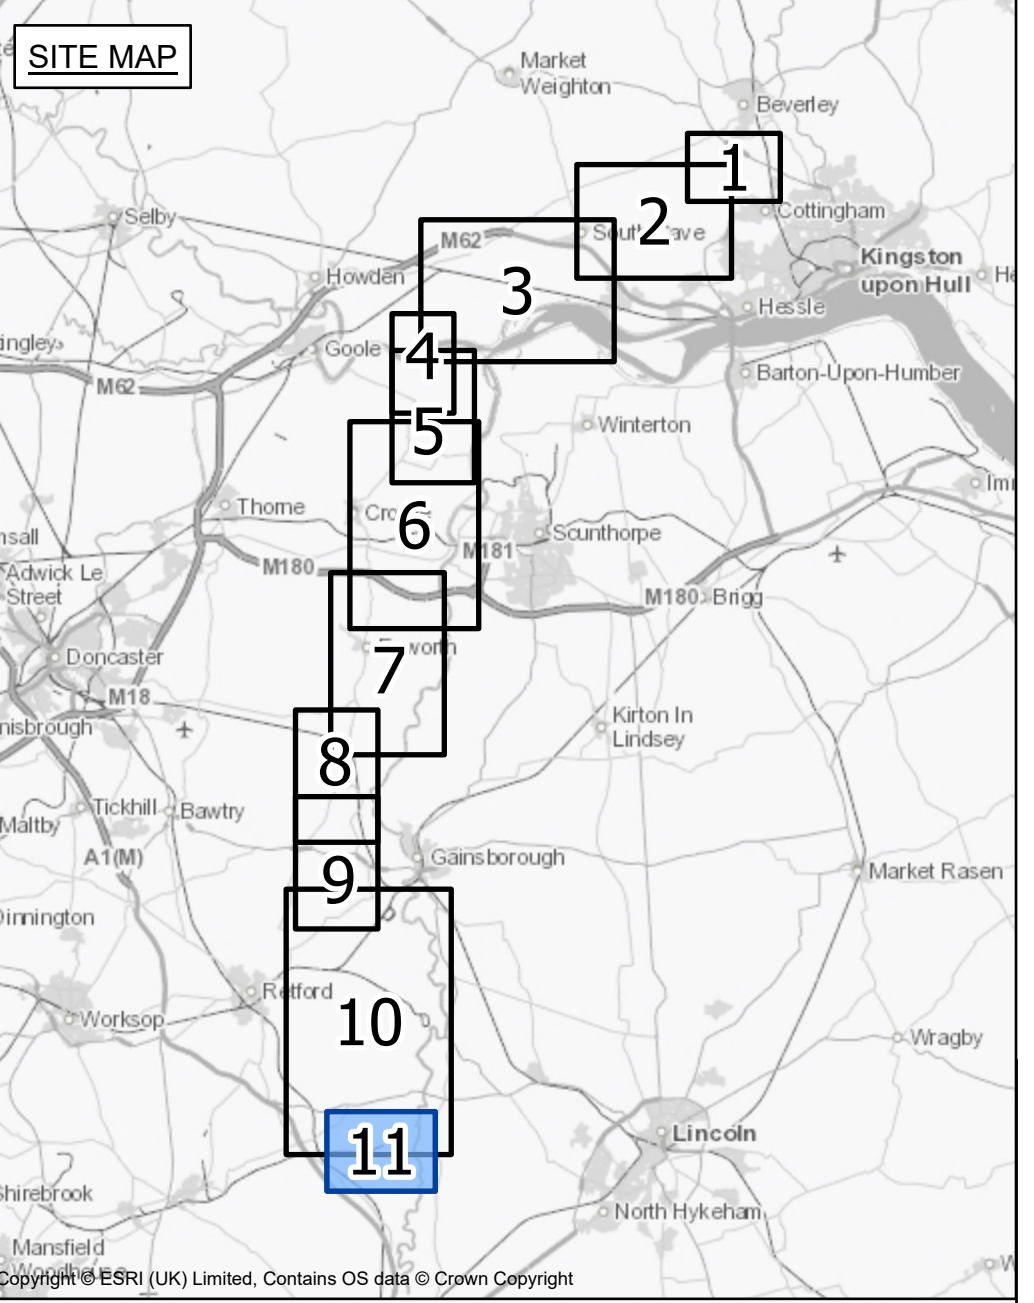 SITE MAP
Market
Weighton
Beverley
1
Selby
Cottingham
2
M62
Kingston
upon Hull
Howden
3
Hessle
Goole
4
M62
Barton-Upon-Humber
5
Winterton
Thorne
6
Scunthorpe
M181
M180
Adwick Le
Street
M180
Brigg
Doncaster
7
M18
Kirton In
Lindsey
8
Tickhill
Bawtry
Maltby
A1(M)
Gainsborough
Market Rasen
9
Retford
10
Worksop
Wragby
Lincoln
11
North Hykeham
Mansfield
Woodhouse
Copyright © ESRI (UK) Limited, Contains OS data © Crown Copyright